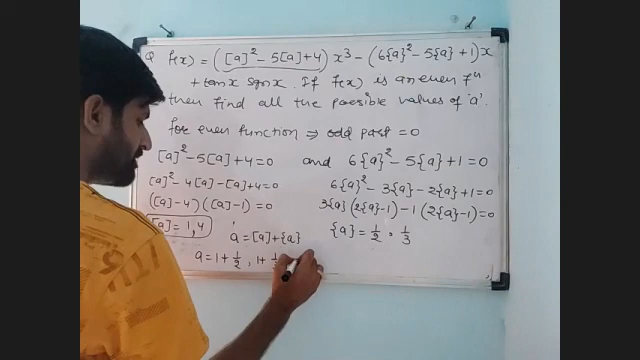 Q f(x) = ([a]² - 5[a] + 4) x³ - (6{a}² - 5{a} + 1) x
+ tan x sgn x. If f(x) is an even fⁿ
then find all the possible values of 'a'.
for even function ⇒ odd part = 0
[a]² - 5[a] + 4 = 0 and 6{a}² - 5{a} + 1 = 0
[a]² - 4[a] - [a] + 4 = 0 6{a}² - 3{a} - 2{a} + 1 = 0
([a] - 4) ([a] - 1) = 0 3{a} (2{a} - 1) - 1 (2{a} - 1) = 0
[a] = 1, 4 {a} = 1/2, 1/3
a = [a] + {a}
a = 1 + 1/2, 1 + 1/